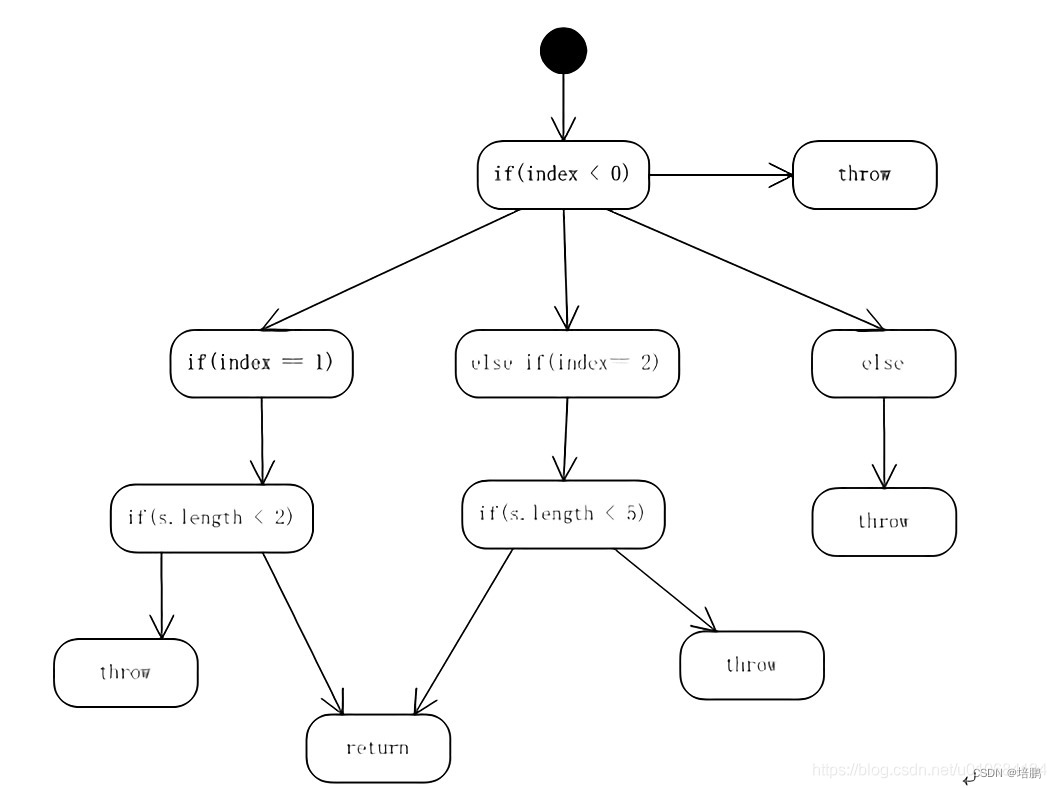 if(index < 0)
throw
if(index == 1)
else if(index== 2)
else
if(s.length < 2)
if(s.length < 5)
throw
throw
throw
return
https://blog.csdn.net/
CSDN @培鹏